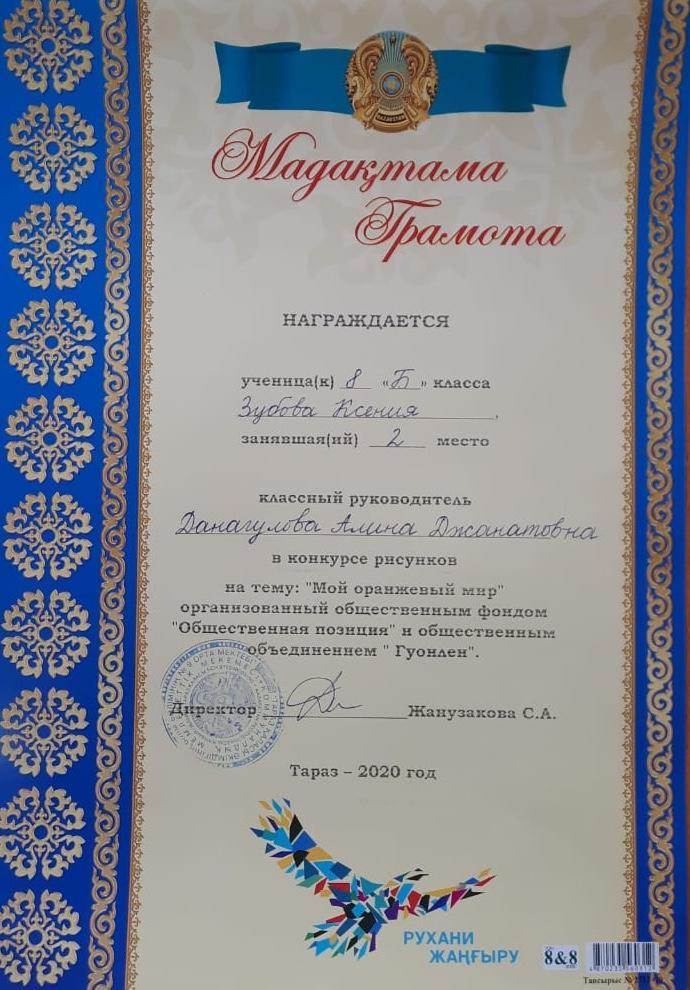 Мадақтама
Грамота
НАГРАЖДАЕТСЯ
ученица(к) 8 «Б» класса
Зубова Ксения,
занявшая(ий) 2 место
классный руководитель
Данагулова Алина Джанатовна
в конкурсе рисунков
на тему: "Мой оранжевый мир"
организованный общественным фондом
"Общественная позиция" и общественным
объединением " Гуонлен".
Директор Жанузакова С.А.
Тараз – 2020 год
РУХАНИ
ЖАҢҒЫРУ
8&8
Тапсырыс №